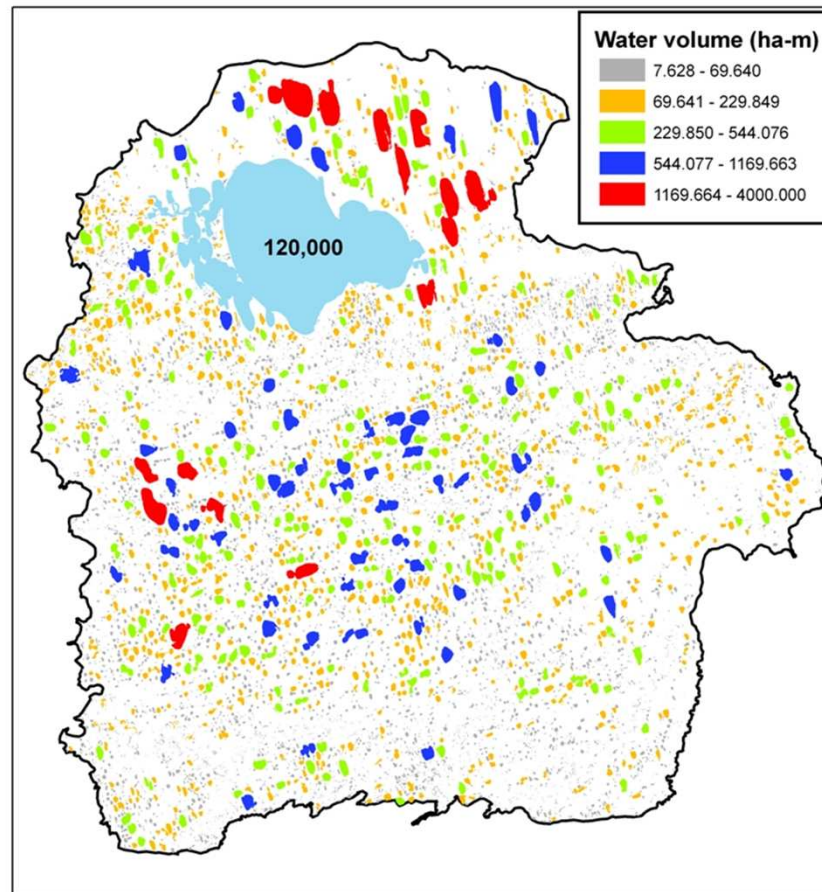 Water volume (ha-m)
7.628 - 69.640
69.641 - 229.849
229.850 - 544.076
544.077 - 1169.663
1169.664 - 4000.000
120,000